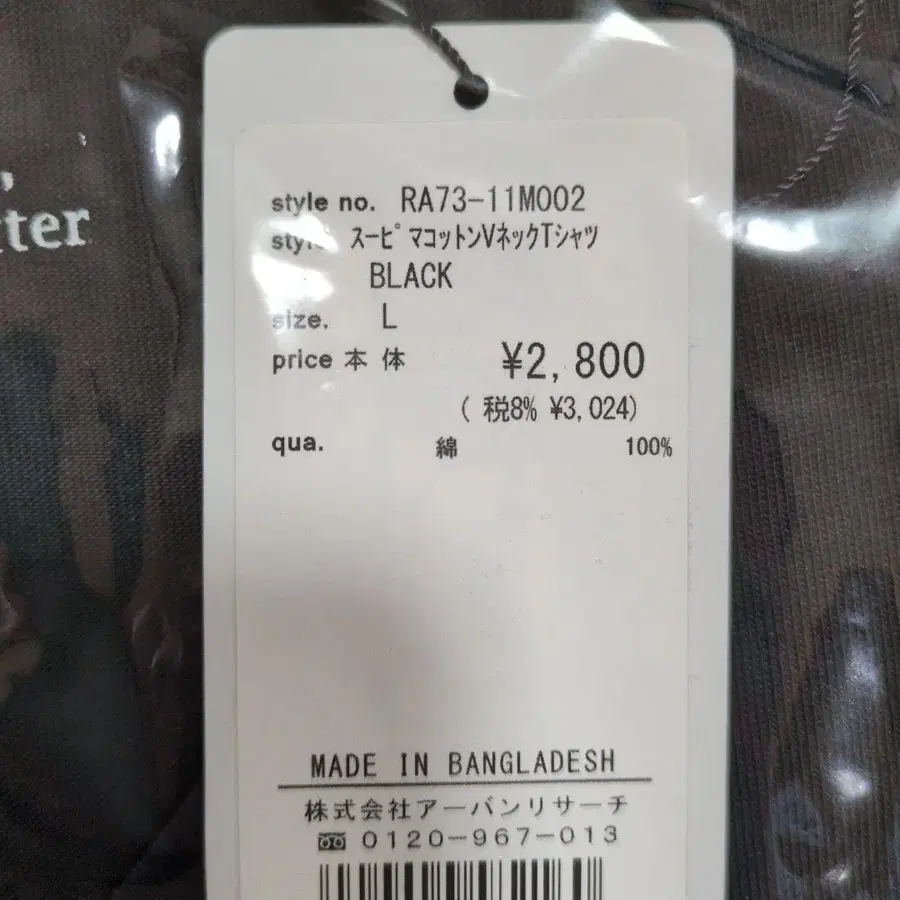 style no. RA73-11M002
style スーピマコットンVネックTシャツ
BLACK
size. L
price 本体 ¥2,800
( 税8% ¥3,024)
qua. 綿 100%
MADE IN BANGLADESH
株式会社アーバンリサーチ
0120-967-013